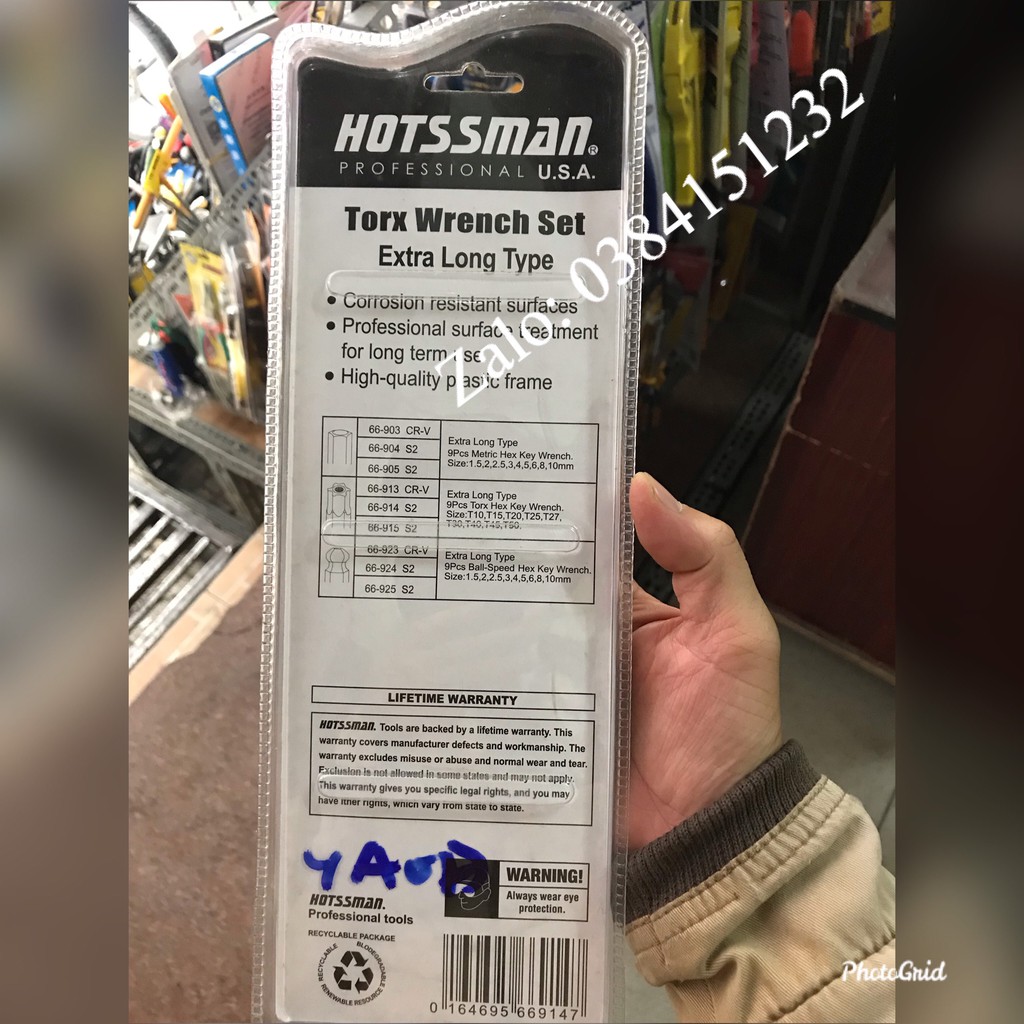 HOTSSMAN®
PROFESSIONAL U.S.A.
Torx Wrench Set
Extra Long Type
• Corrosion resistant surfaces
• Professional surface treatment
for long term use
• High-quality plastic frame
Zalo: 0384151232
66-903 CR-V
66-904 S2
66-905 S2
Extra Long Type
9Pcs Metric Hex Key Wrench.
Size:1.5,2,2.5,3,4,5,6,8,10mm
66-913 CR-V
66-914 S2
66-915 S2
Extra Long Type
9Pcs Torx Hex Key Wrench.
Size:T10,T15,T20,T25,T27,
T30,T40,T45,T50,
66-923 CR-V
66-924 S2
66-925 S2
Extra Long Type
9Pcs Ball-Speed Hex Key Wrench.
Size:1.5,2,2.5,3,4,5,6,8,10mm
LIFETIME WARRANTY
HOTSSMAN. Tools are backed by a lifetime warranty. This
warranty covers manufacturer defects and workmanship. The
warranty excludes misuse or abuse and normal wear and tear.
Exclusion is not allowed in some states and may not apply.
This warranty gives you specific legal rights, and you may
have ither rights, which vary from state to state.
WARNING!
Always wear eye
protection.
HOTSSMAN.
Professional tools
RECYCLABLE PACKAGE
RECYCLABLE
BIODEGRADABLE
RENEWABLE RESOURCE
0 164695 669147
PhotoGrid